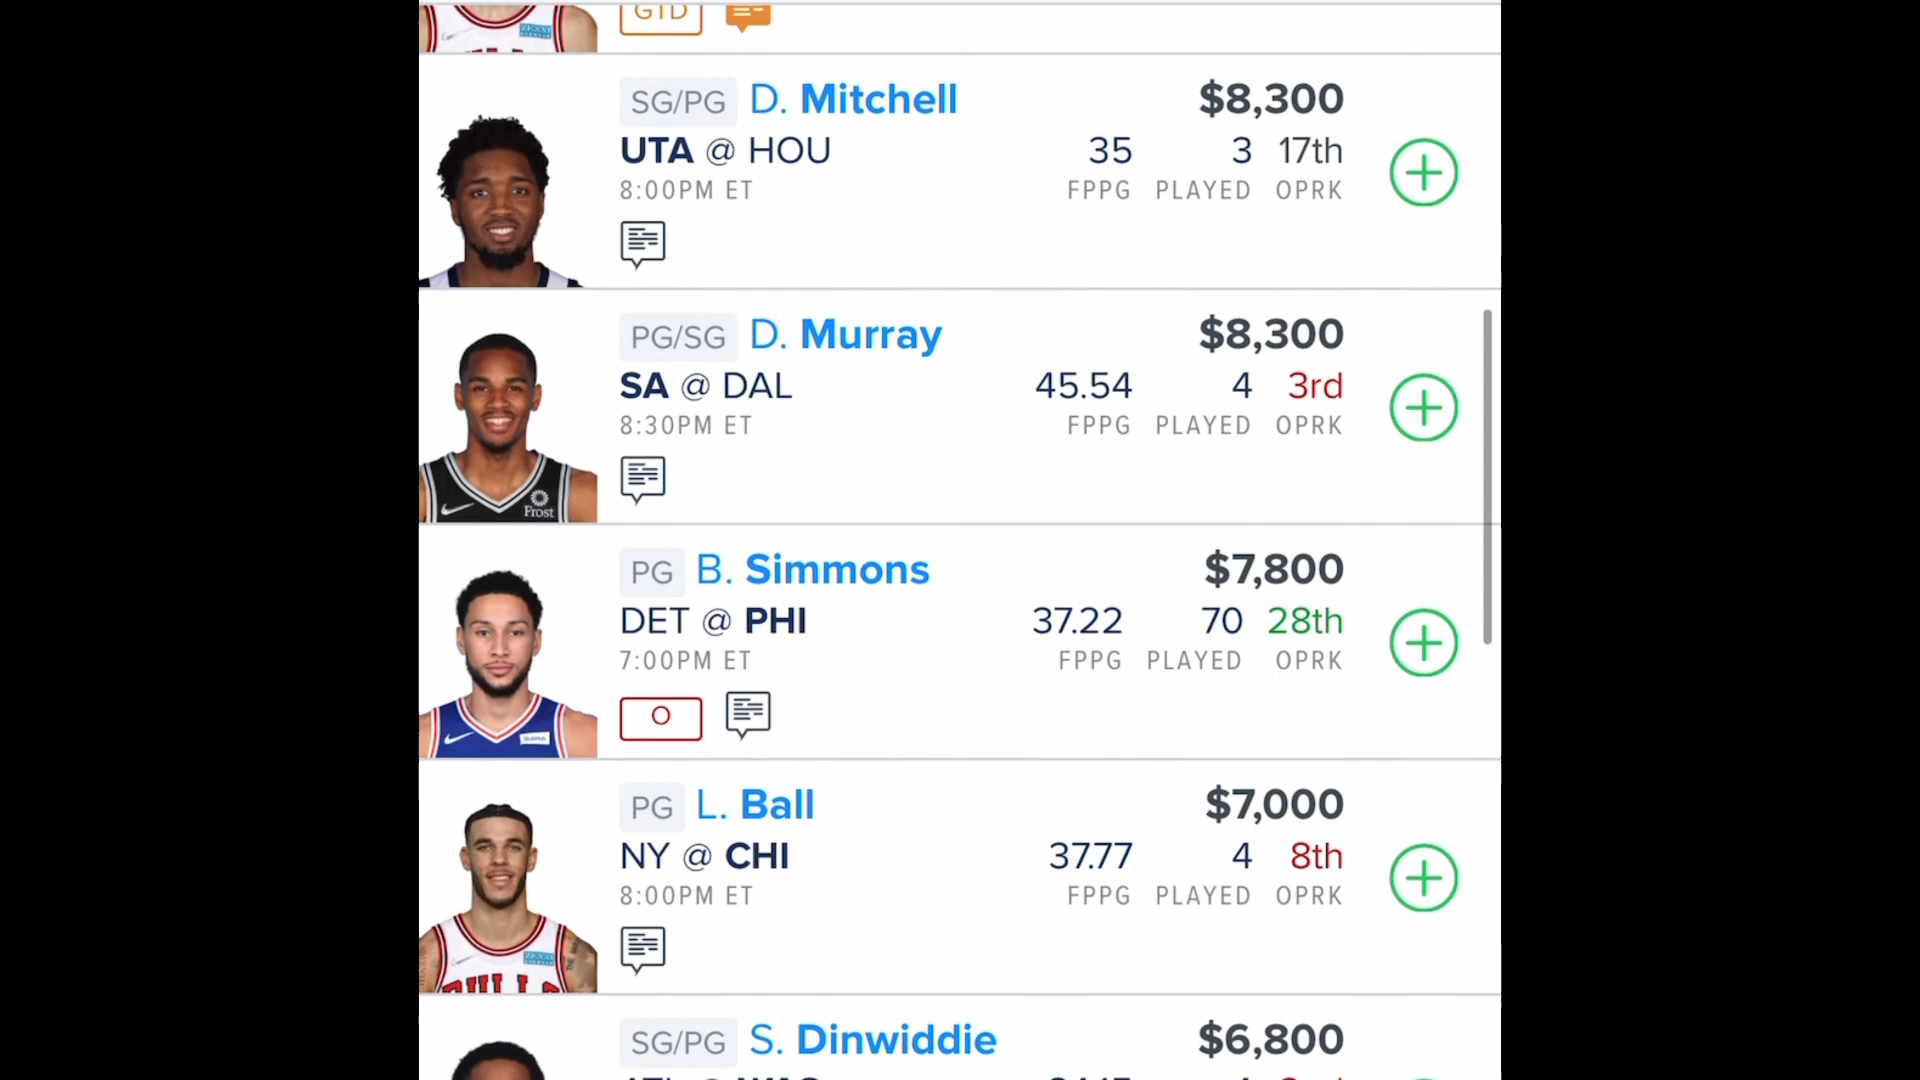 GTD
SG/PG D. Mitchell $8,300
UTA @ HOU 35 3 17th
8:00PM ET FPPG PLAYED OPRK
PG/SG D. Murray $8,300
SA @ DAL 45.54 4 3rd
8:30PM ET FPPG PLAYED OPRK
Frost
PG B. Simmons $7,800
DET @ PHI 37.22 70 28th
7:00PM ET FPPG PLAYED OPRK
O
PG L. Ball $7,000
NY @ CHI 37.77 4 8th
8:00PM ET FPPG PLAYED OPRK
BULLS
SG/PG S. Dinwiddie $6,800